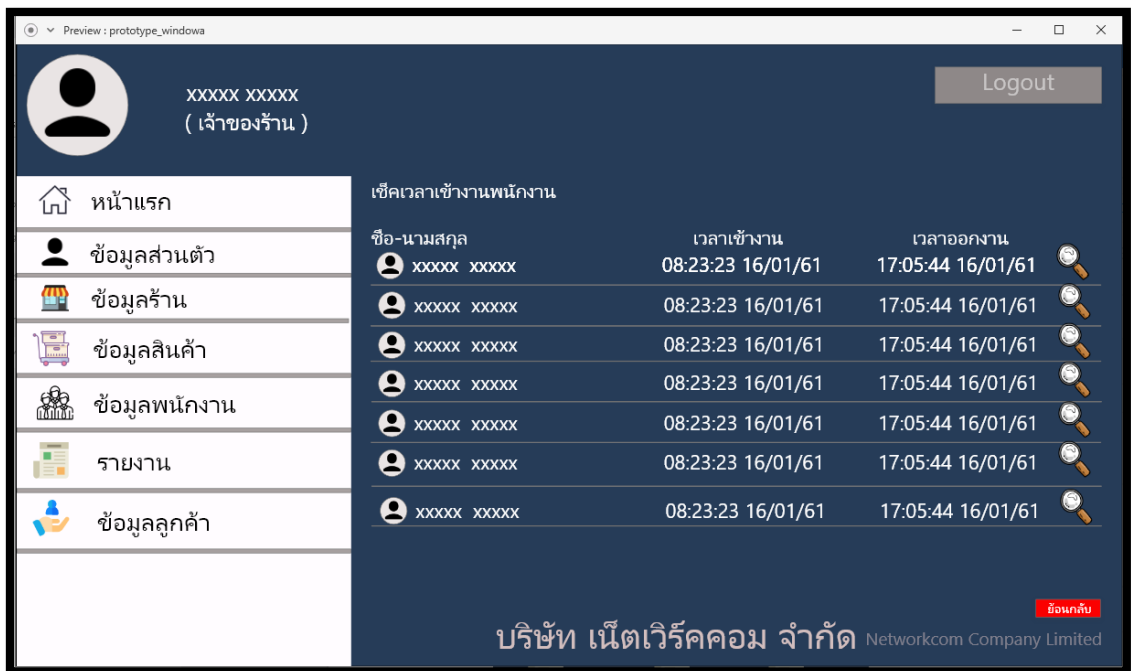 Preview : prototype_windowa
xxxxx xxxxx
( เจ้าของร้าน )
Logout
หน้าแรก
ข้อมูลส่วนตัว
ข้อมูลร้าน
ข้อมูลสินค้า
ข้อมูลพนักงาน
รายงาน
ข้อมูลลูกค้า
เช็คเวลาเข้างานพนักงาน
ชื่อ-นามสกุล เวลาเข้างาน เวลาออกงาน
xxxxx xxxxx 08:23:23 16/01/61 17:05:44 16/01/61
xxxxx xxxxx 08:23:23 16/01/61 17:05:44 16/01/61
xxxxx xxxxx 08:23:23 16/01/61 17:05:44 16/01/61
xxxxx xxxxx 08:23:23 16/01/61 17:05:44 16/01/61
xxxxx xxxxx 08:23:23 16/01/61 17:05:44 16/01/61
xxxxx xxxxx 08:23:23 16/01/61 17:05:44 16/01/61
xxxxx xxxxx 08:23:23 16/01/61 17:05:44 16/01/61
ย้อนกลับ
บริษัท เน็ตเวิร์คคอม จำกัด Networkcom Company Limited